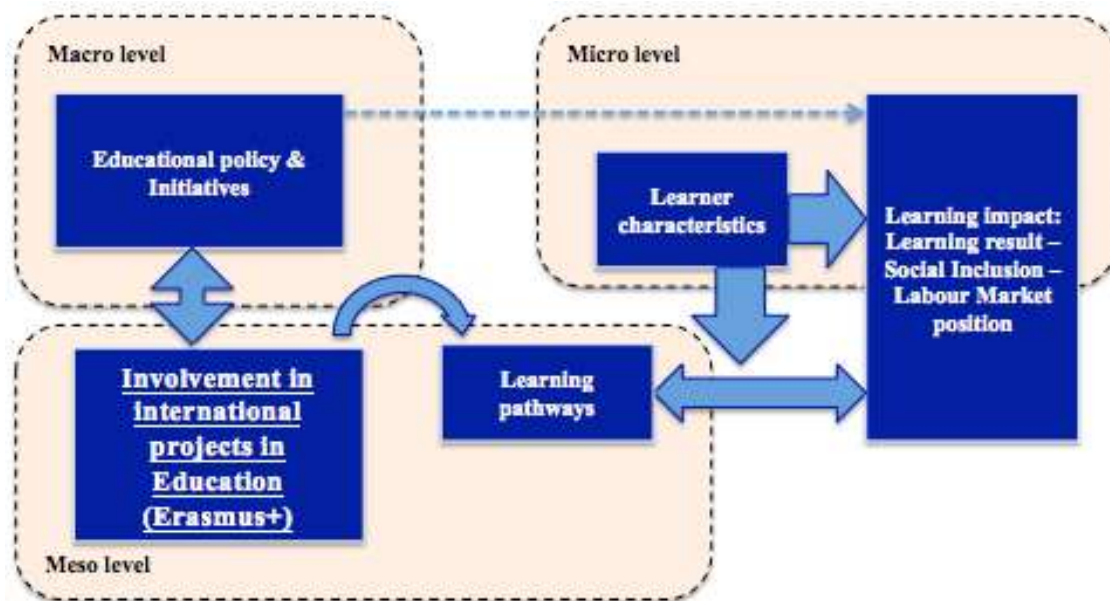 Macro level
Educational policy &
Initiatives
Micro level
Learner
characteristics
Learning impact:
Learning result –
Social Inclusion –
Labour Market
position
Involvement in
international
projects in
Education
(Erasmus+)
Learning
pathways
Meso level